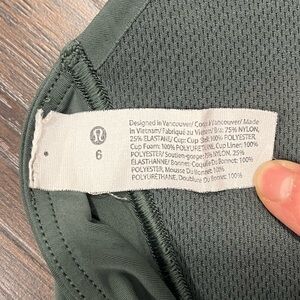 6
Designed in Vancouver/ Conçu à Vancouver/ Made
in Vietnam/ Fabriqué au Vietnam/ Bra: 75% NYLON,
25% ELASTANE/ Cup: Cup Shell: 100% POLYESTER/
Cup Foam: 100% POLYURETHANE, Cup Liner: 100%
POLYESTER/ Soutien-gorge: 75% NYLON, 25%
ÉLASTHANNE/ Bonnet: Coquille Du Bonnet: 100%
POLYESTER, Mousse Du Bonnet: 100%
POLYURÉTHANE, Doublure Du Bonnet: 100%